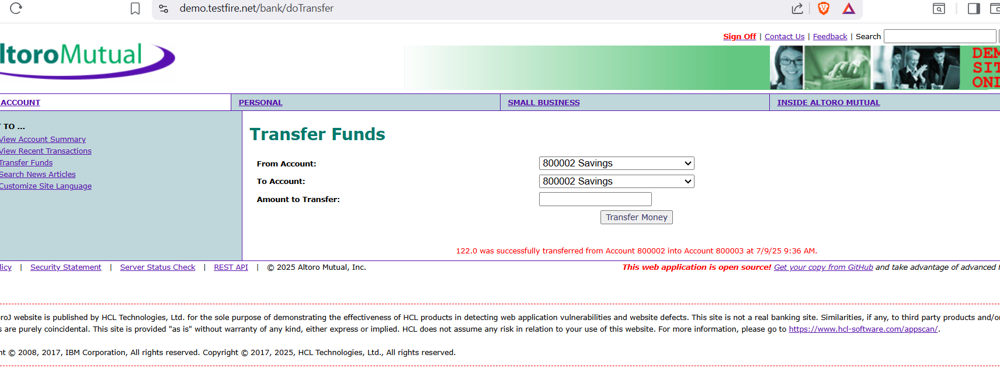 demo.testfire.net/bank/doTransfer
Sign Off | Contact Us | Feedback | Search
ltoroMutual
DEM
SIT
ONL
ACCOUNT
PERSONAL
SMALL BUSINESS
INSIDE ALTORO MUTUAL
TO ...
View Account Summary
View Recent Transactions
Transfer Funds
Search News Articles
Customize Site Language
Transfer Funds
From Account: 800002 Savings
To Account: 800002 Savings
Amount to Transfer:
Transfer Money
122.0 was successfully transferred from Account 800002 into Account 800003 at 7/9/25 9:36 AM.
licy | Security Statement | Server Status Check | REST API | © 2025 Altoro Mutual, Inc.
This web application is open source! Get your copy from GitHub and take advantage of advanced f
roJ website is published by HCL Technologies, Ltd. for the sole purpose of demonstrating the effectiveness of HCL products in detecting web application vulnerabilities and website defects. This site is not a real banking site. Similarities, if any, to third party products and/or
s are purely coincidental. This site is provided "as is" without warranty of any kind, either express or implied. HCL does not assume any risk in relation to your use of this website. For more information, please go to https://www.hcl-software.com/appscan/.
nt © 2008, 2017, IBM Corporation, All rights reserved. Copyright © 2017, 2025, HCL Technologies, Ltd., All rights reserved.